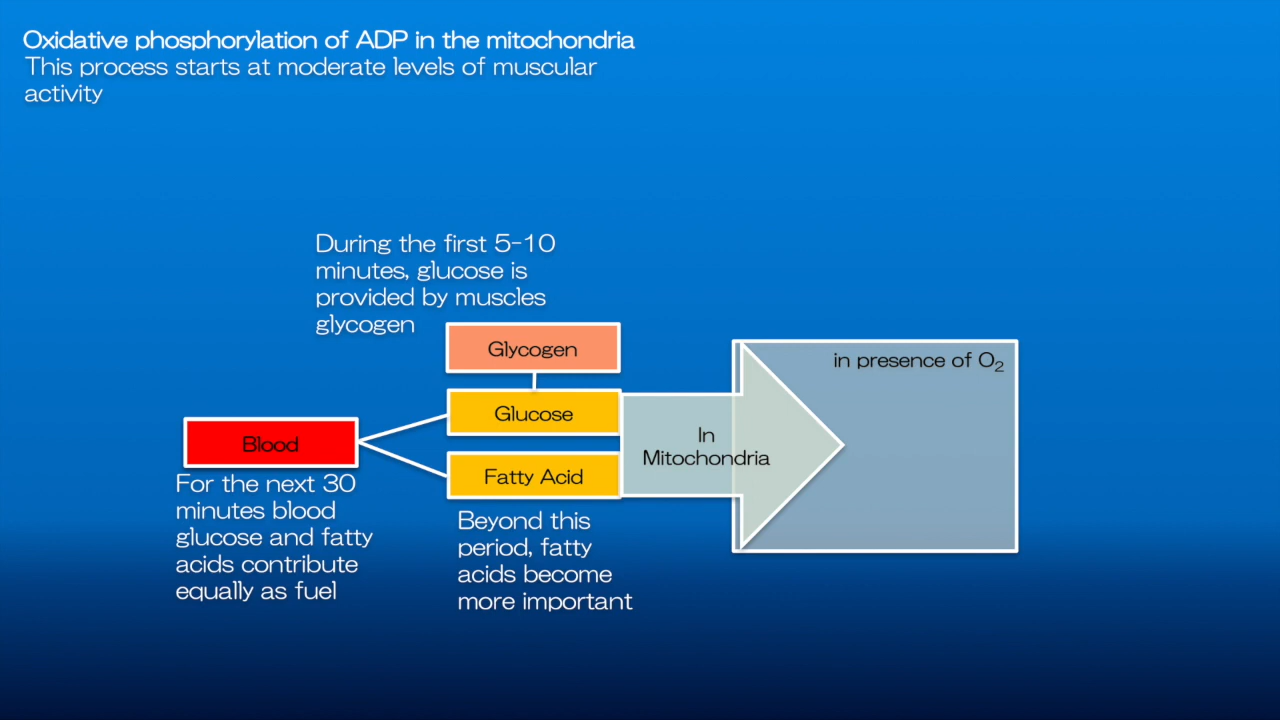 Oxidative phosphorylation of ADP in the mitochondria
This process starts at moderate levels of muscular
activity
During the first 5-10
minutes, glucose is
provided by muscles
glycogen
Glycogen
in presence of O₂
Glucose
Blood
In
Mitochondria
Fatty Acid
For the next 30
minutes blood
glucose and fatty
acids contribute
equally as fuel
Beyond this
period, fatty
acids become
more important